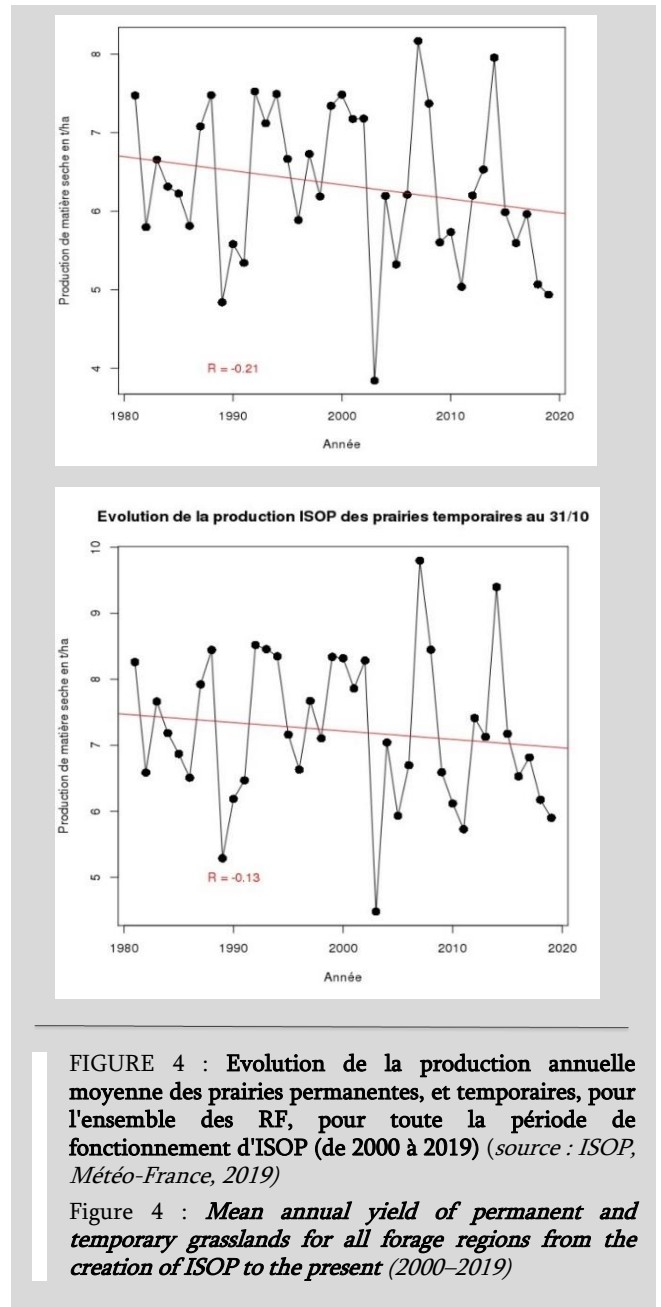 8
7
6
5
4
Production de matière seche en t/ha
R = -0.21
1980 1990 2000 2010 2020
Année
Evolution de la production ISOP des prairies temporaires au 31/10
10
9
8
7
6
5
Production de matière seche en t/ha
R = -0.13
1980 1990 2000 2010 2020
Année
FIGURE 4 : Evolution de la production annuelle
moyenne des prairies permanentes, et temporaires, pour
l'ensemble des RF, pour toute la période de
fonctionnement d'ISOP (de 2000 à 2019) (source : ISOP,
Météo-France, 2019)
Figure 4 : Mean annual yield of permanent and
temporary grasslands for all forage regions from the
creation of ISOP to the present (2000–2019)